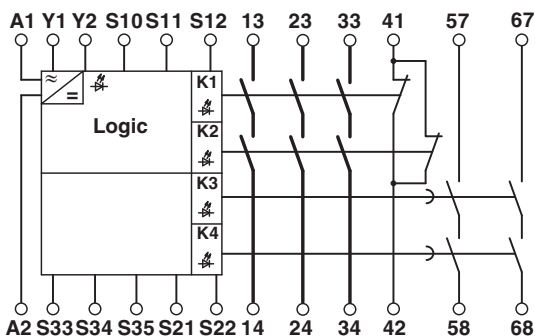 A1 Y1 Y2 S10 S11 S12 13 23 33 41 57 67
K1
Logic
K2
K3
K4
A2 S33 S34 S35 S21 S22 14 24 34 42 58 68